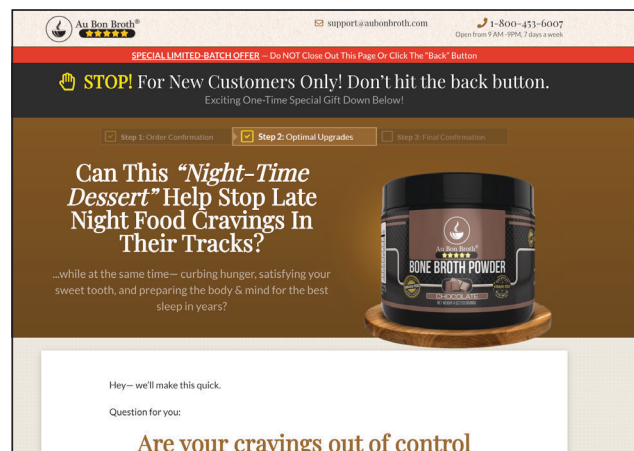 Au Bon Broth®
support@aubonbroth.com
1-800-453-6007
Open from 9 AM -9PM, 7 days a week
SPECIAL LIMITED-BATCH OFFER — Do NOT Close Out This Page Or Click The "Back" Button
STOP! For New Customers Only! Don't hit the back button.
Exciting One-Time Special Gift Down Below!
Step 1: Order Confirmation
Step 2: Optimal Upgrades
Step 3: Final Confirmation
Can This "Night-Time
Dessert" Help Stop Late
Night Food Cravings In
Their Tracks?
...while at the same time— curbing hunger, satisfying your
sweet tooth, and preparing the body & mind for the best
sleep in years?
Au Bon Broth®
BONE BROTH POWDER
CHOCOLATE
Hey— we'll make this quick.
Question for you:
Are your cravings out of control